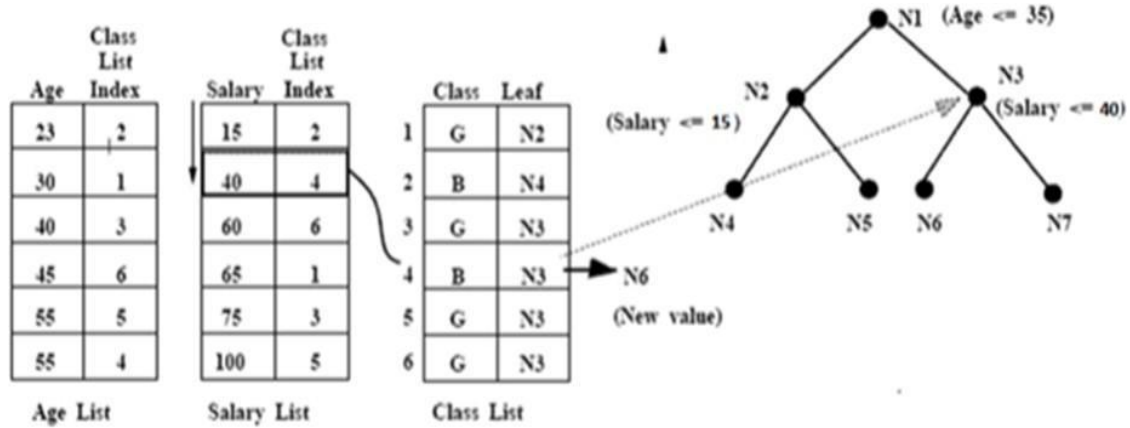 Age
Class
List
Index
23 2
30 1
40 3
45 6
55 5
55 4
Age List
Salary
Class
List
Index
15 2
40 4
60 6
65 1
75 3
100 5
Salary List
Class Leaf
1 G N2
2 B N4
3 G N3
4 B N3
5 G N3
6 G N3
Class List
N6
(New value)
N1 (Age <= 35)
N2
(Salary <= 15)
N3
(Salary <= 40)
N4
N5
N6
N7